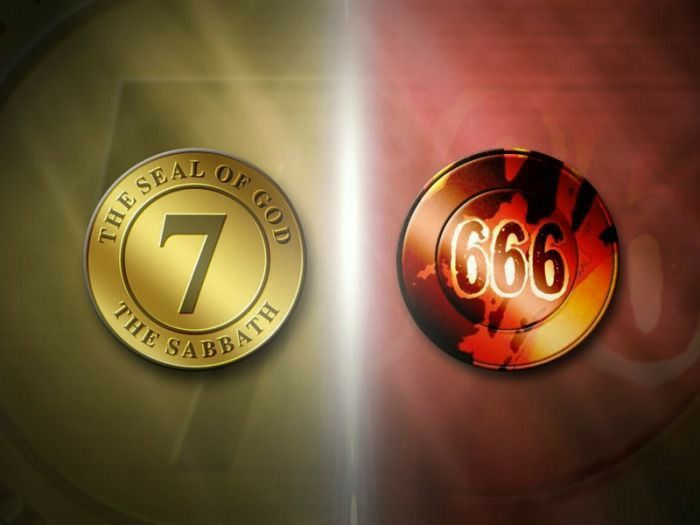 THE SEAL OF GOD
7
THE SABBATH
666